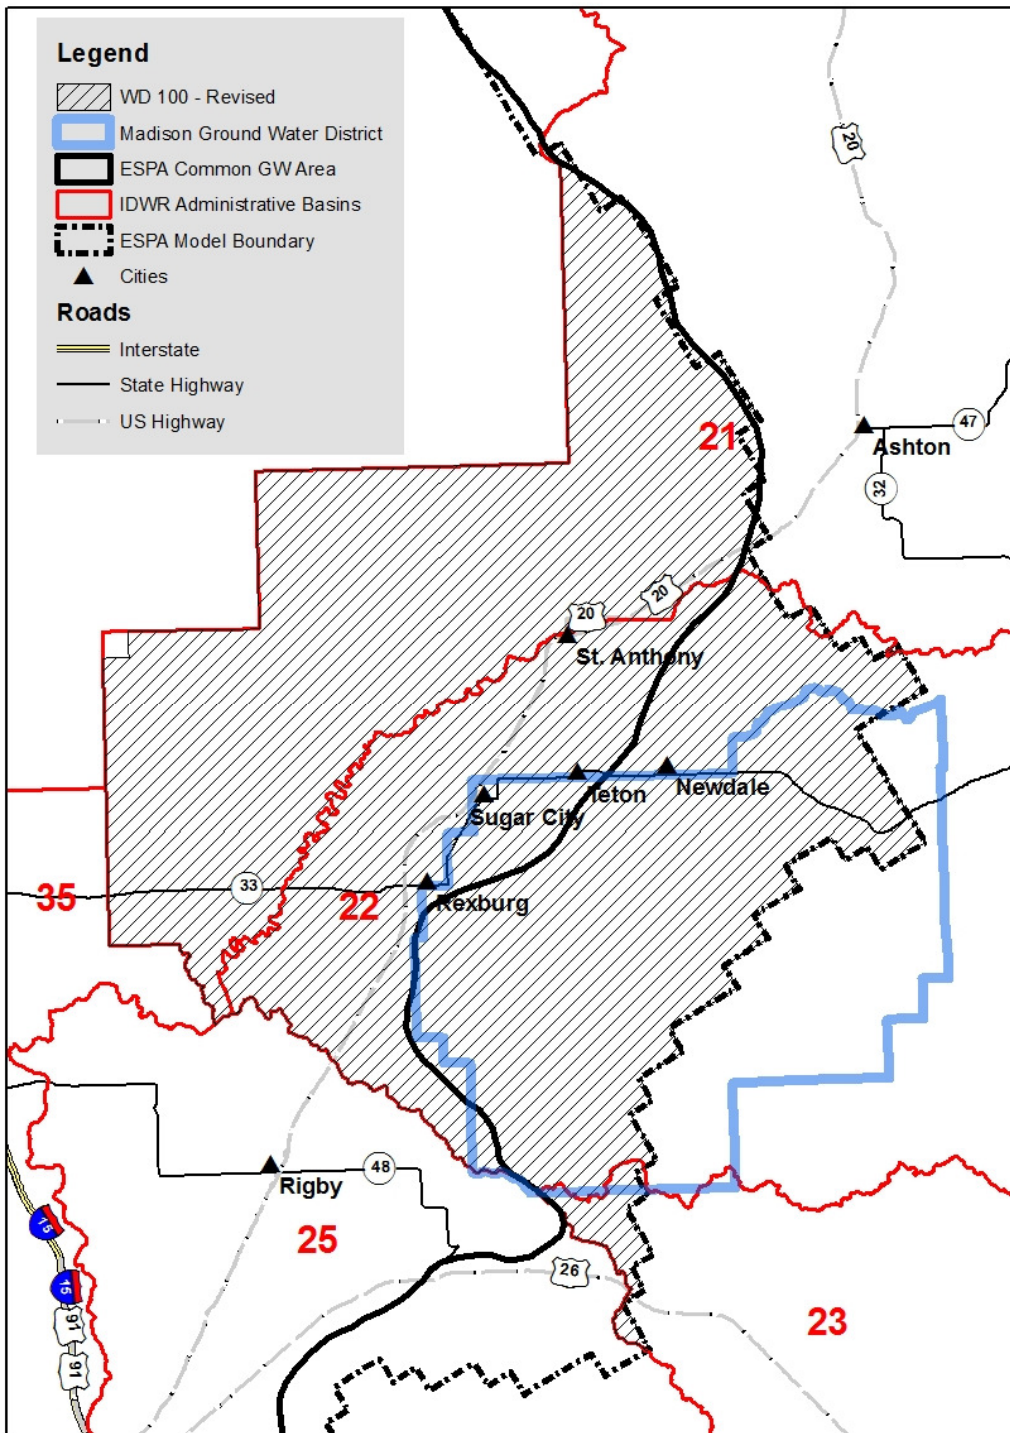 Legend
WD 100 - Revised
Madison Ground Water District
ESPA Common GW Area
IDWR Administrative Basins
ESPA Model Boundary
Cities
Roads
Interstate
State Highway
US Highway
20
21
47
Ashton
32
20
20
St. Anthony
Newdale
Teton
Sugar City
33
35
22
Rexburg
48
Rigby
15
25
26
15
91
23
91